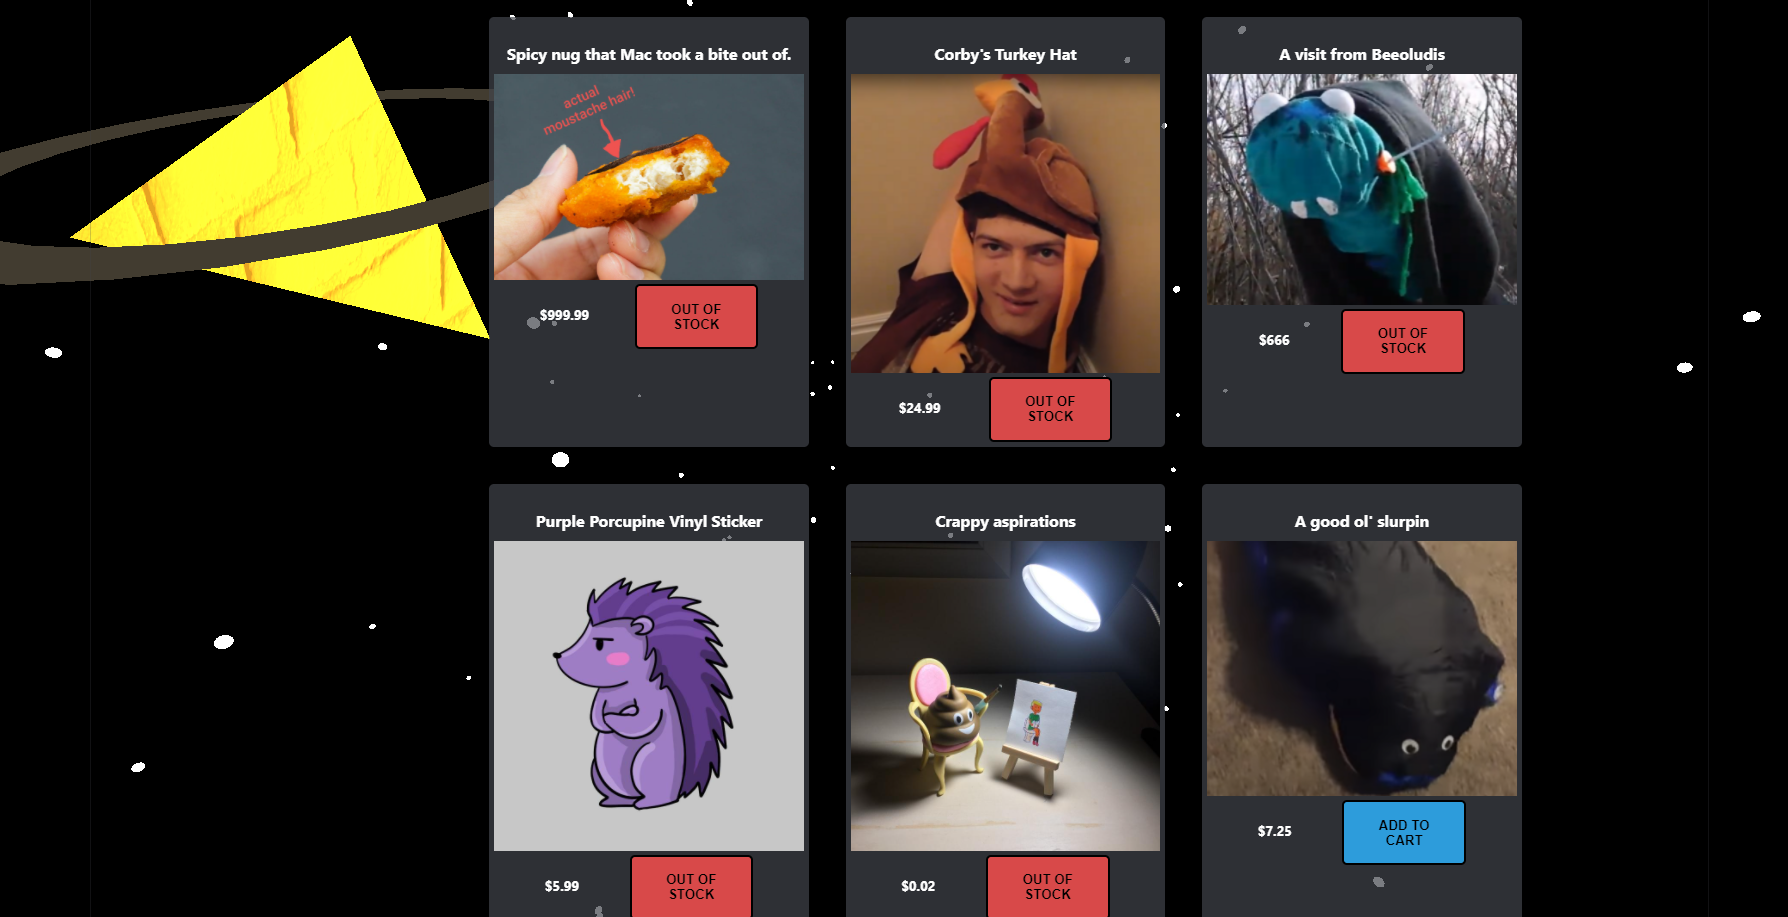 Spicy nug that Mac took a bite out of.
actual
moustache hair!
$999.99
OUT OF
STOCK
Corby's Turkey Hat
$24.99
OUT OF
STOCK
A visit from Beeoludis
$666
OUT OF
STOCK
Purple Porcupine Vinyl Sticker
$5.99
OUT OF
STOCK
Crappy aspirations
$0.02
OUT OF
STOCK
A good ol' slurpin
$7.25
ADD TO
CART